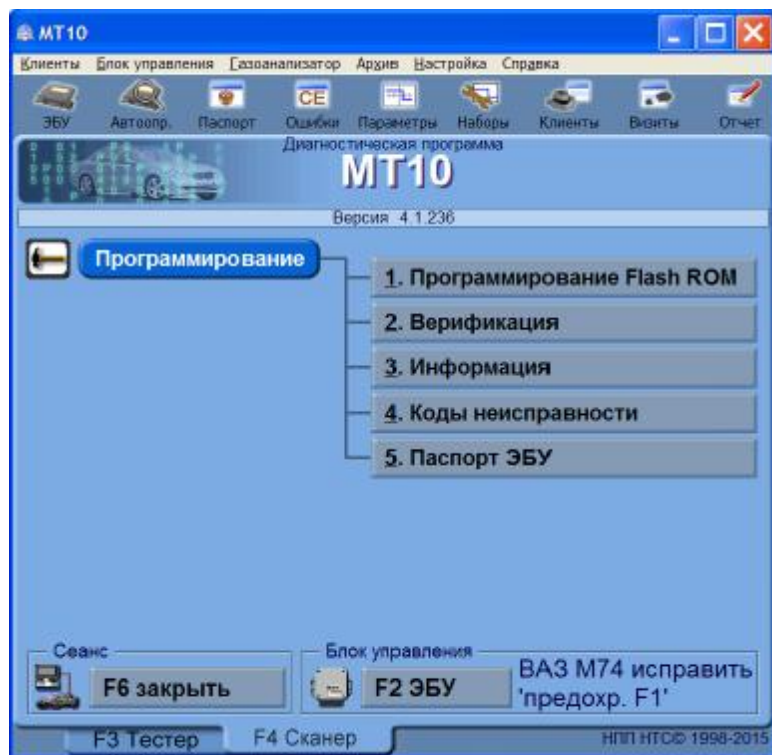 MT10
Клиенты Блок управления Газоанализатор Архив Настройка Справка
ЭБУ Автоопр. Паспорт CE Ошибки Параметры Наборы Клиенты Визиты Отчет
Диагностическая программа
MT10
Версия 4.1.236
Программирование
1. Программирование Flash ROM
2. Верификация
3. Информация
4. Коды неисправности
5. Паспорт ЭБУ
Сеанс
F6 закрыть
Блок управления
F2 ЭБУ
ВАЗ М74 исправить
'предохр. F1'
F3 Тестер F4 Сканер
НПП НТС© 1998-2015